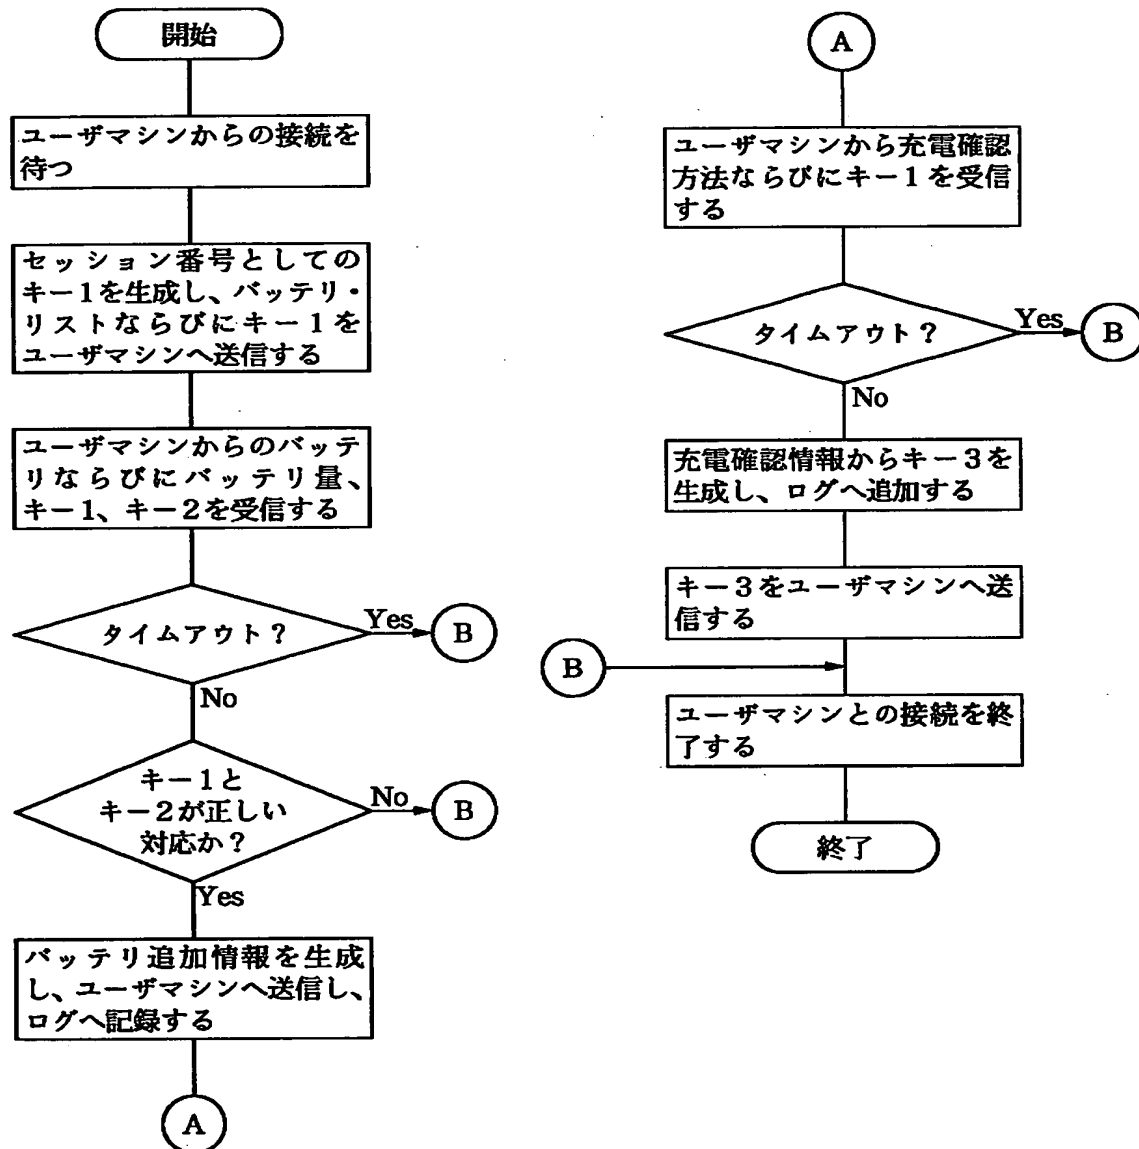 開始
ユーザマシンからの接続を
待つ
セッション番号としての
キー1を生成し、バッテリ・
リストならびにキー1を
ユーザマシンへ送信する
ユーザマシンからのバッテ
リならびにバッテリ量、
キー1、キー2を受信する
タイムアウト？
Yes
B
No
キー1と
キー2が正しい
対応か？
No
B
Yes
バッテリ追加情報を生成
し、ユーザマシンへ送信し、
ログへ記録する
A
A
ユーザマシンから充電確認
方法ならびにキー1を受信
する
タイムアウト？
Yes
B
No
充電確認情報からキー3を
生成し、ログへ追加する
キー3をユーザマシンへ送
信する
B
ユーザマシンとの接続を終
了する
終了